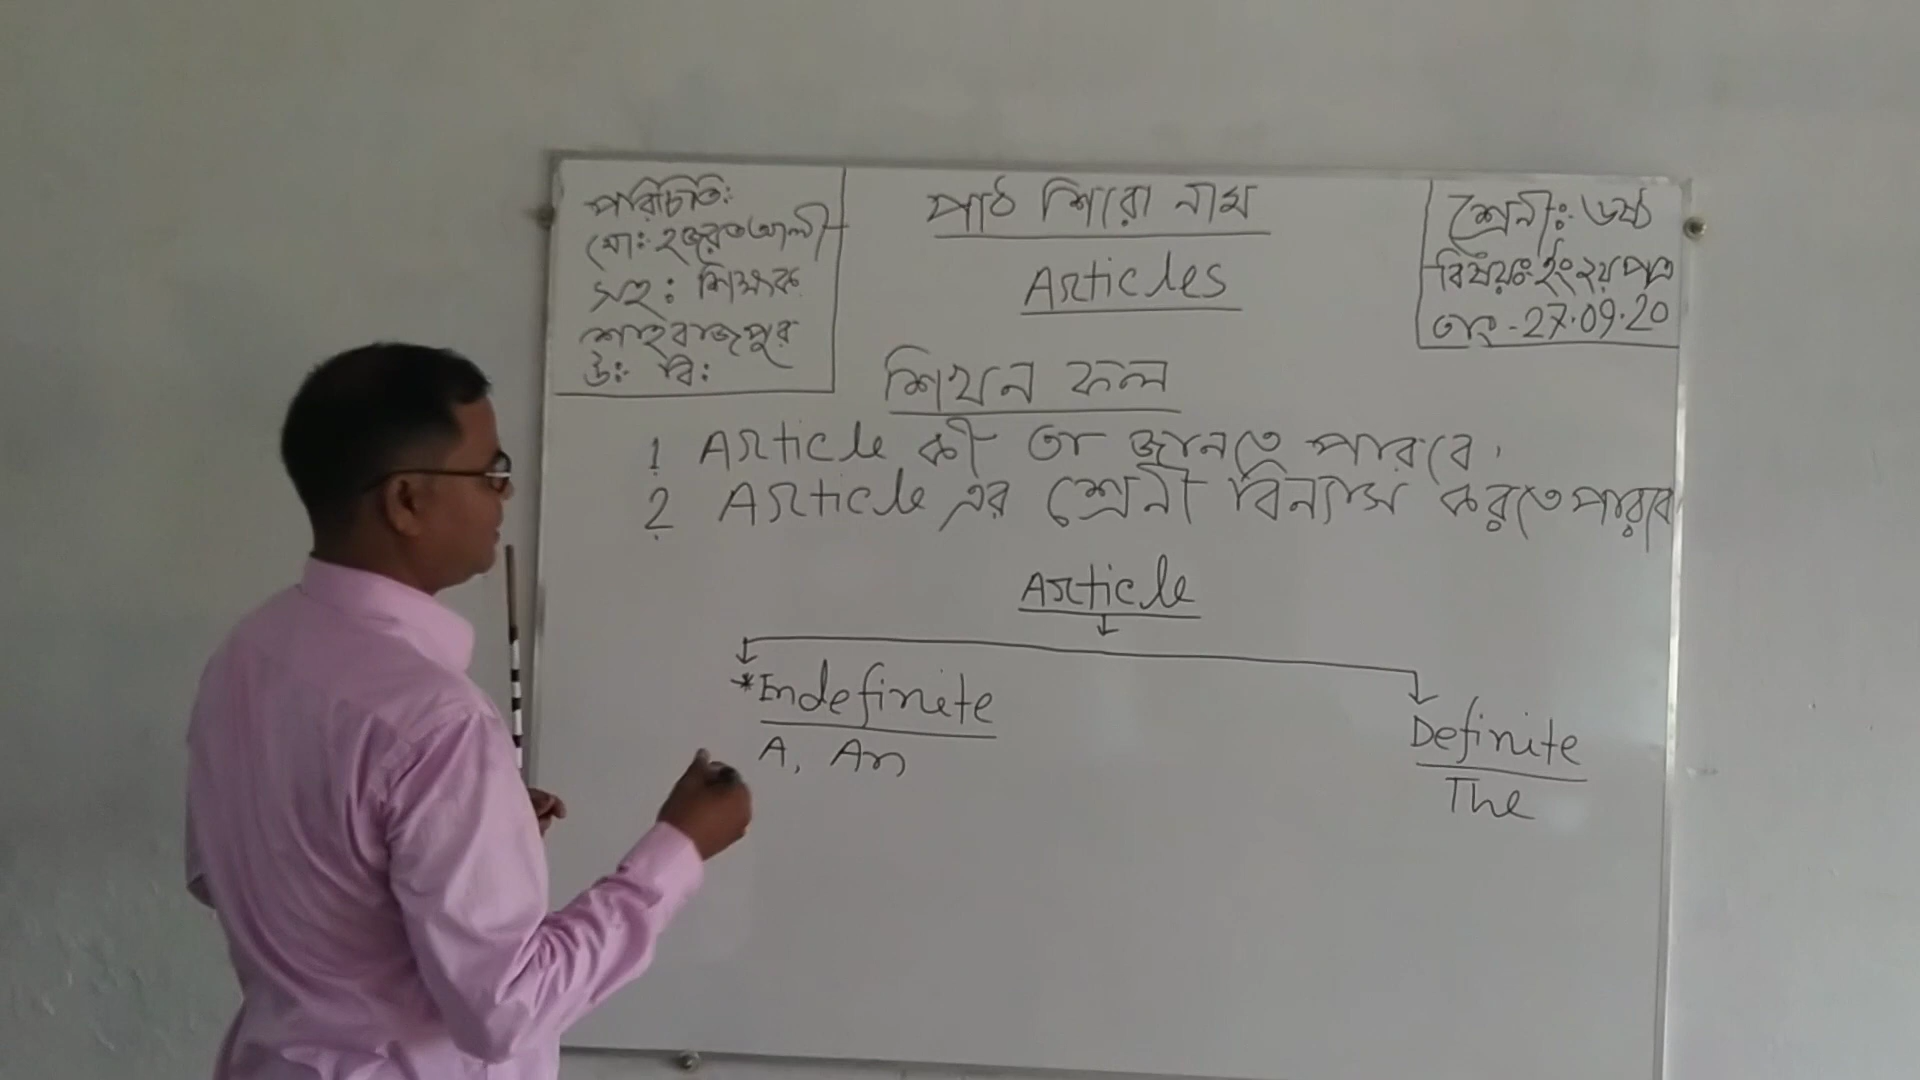 পরিচিতি:
মো: হজরত আলী
সহ: শিক্ষক
শাহবাজপুর
উ: বি:
পাঠ শিরোনাম
Articles
শ্রেনী: ৬ষ্ঠ
বিষয়ঃ ইং ২য় পত্র
তাং - 27.09.20
শিখন ফল
1 Article কী তা জানতে পারবে।
2 Article এর শ্রেনী বিন্যাস করতে পারবে
Article
*Indefinite
A, An
Definite
The